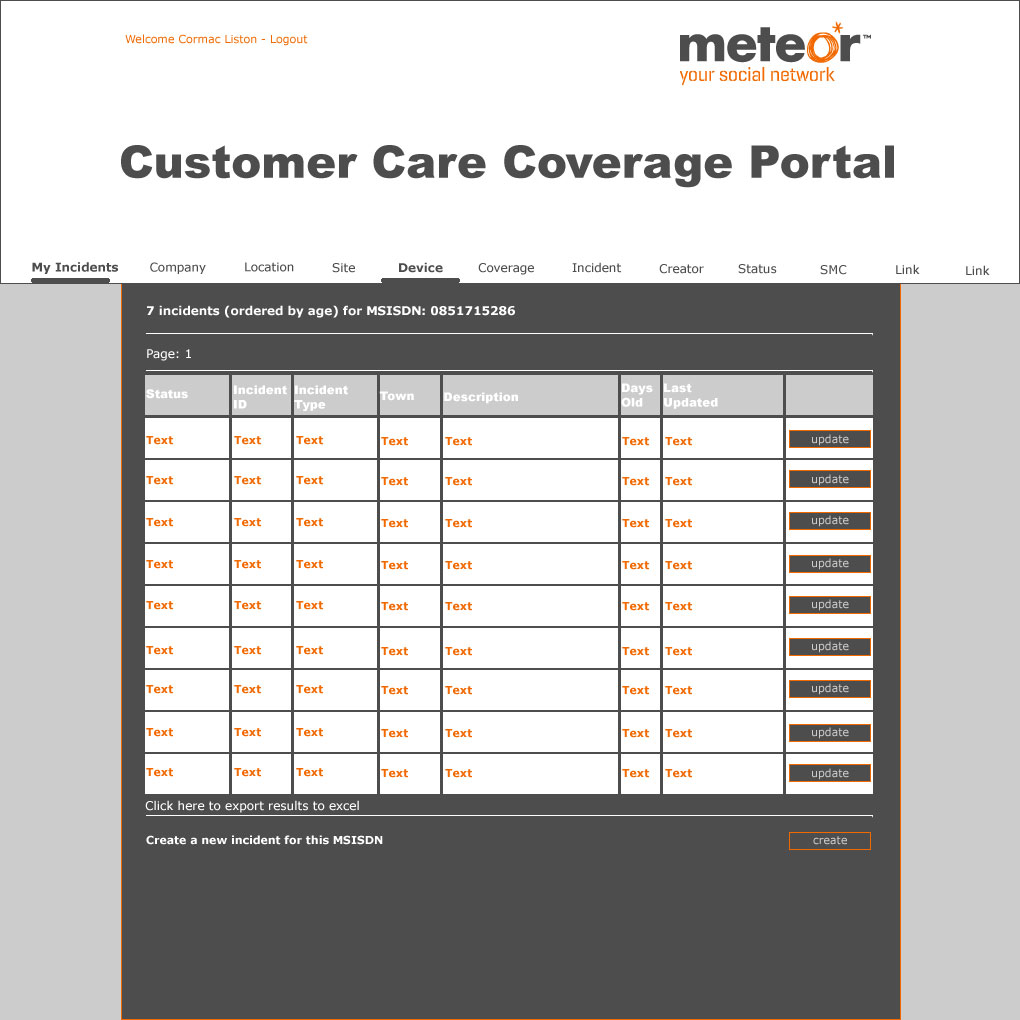 Welcome Cormac Liston - Logout
meteor™
your social network
Customer Care Coverage Portal
My Incidents Company Location Site Device Coverage Incident Creator Status SMC Link Link
7 incidents (ordered by age) for MSISDN: 0851715286
Page: 1
Status Incident ID Incident Type Town Description Days Old Last Updated
Text Text Text Text Text Text Text update
Text Text Text Text Text Text Text update
Text Text Text Text Text Text Text update
Text Text Text Text Text Text Text update
Text Text Text Text Text Text Text update
Text Text Text Text Text Text Text update
Text Text Text Text Text Text Text update
Text Text Text Text Text Text Text update
Text Text Text Text Text Text Text update
Click here to export results to excel
Create a new incident for this MSISDN create